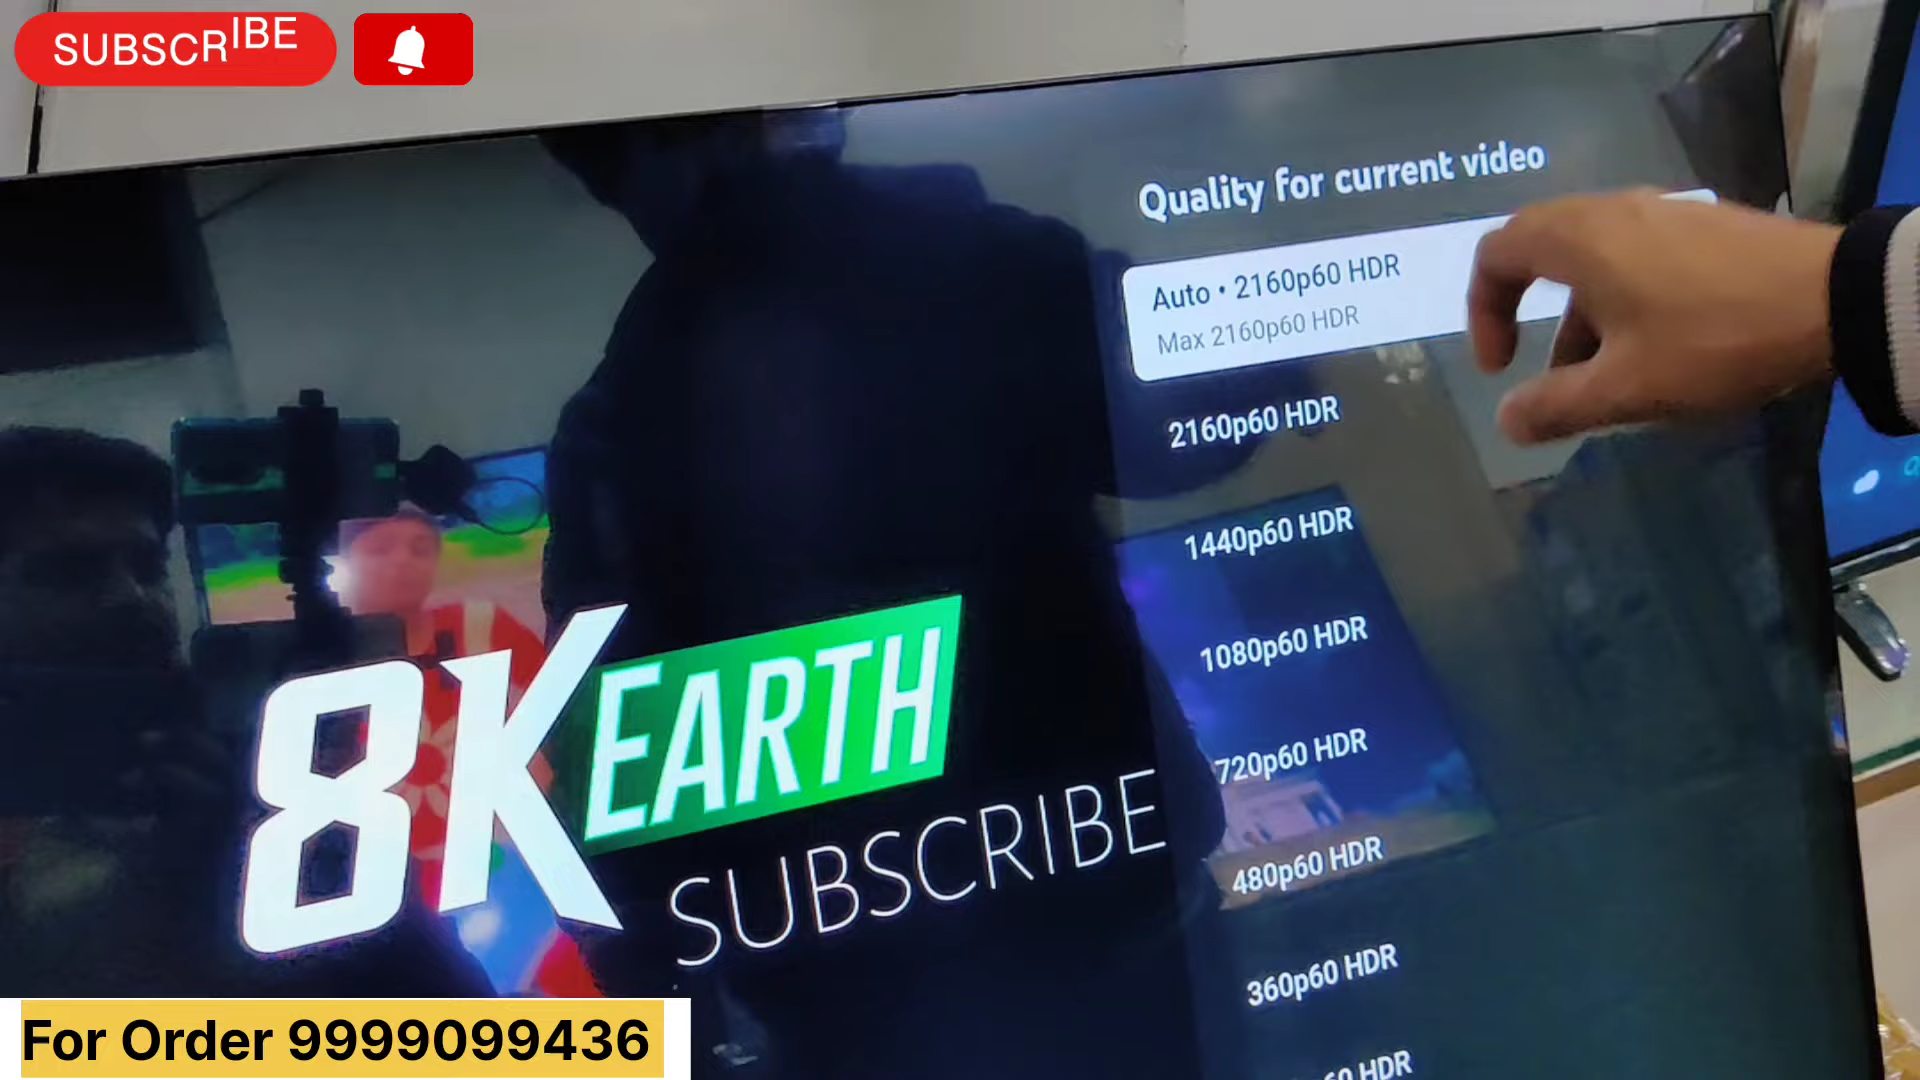 SUBSCRIBE
Quality for current video
Auto • 2160p60 HDR
Max 2160p60 HDR
2160p60 HDR
1440p60 HDR
1080p60 HDR
720p60 HDR
480p60 HDR
360p60 HDR
HDR
8K EARTH
SUBSCRIBE
For Order 9999099436